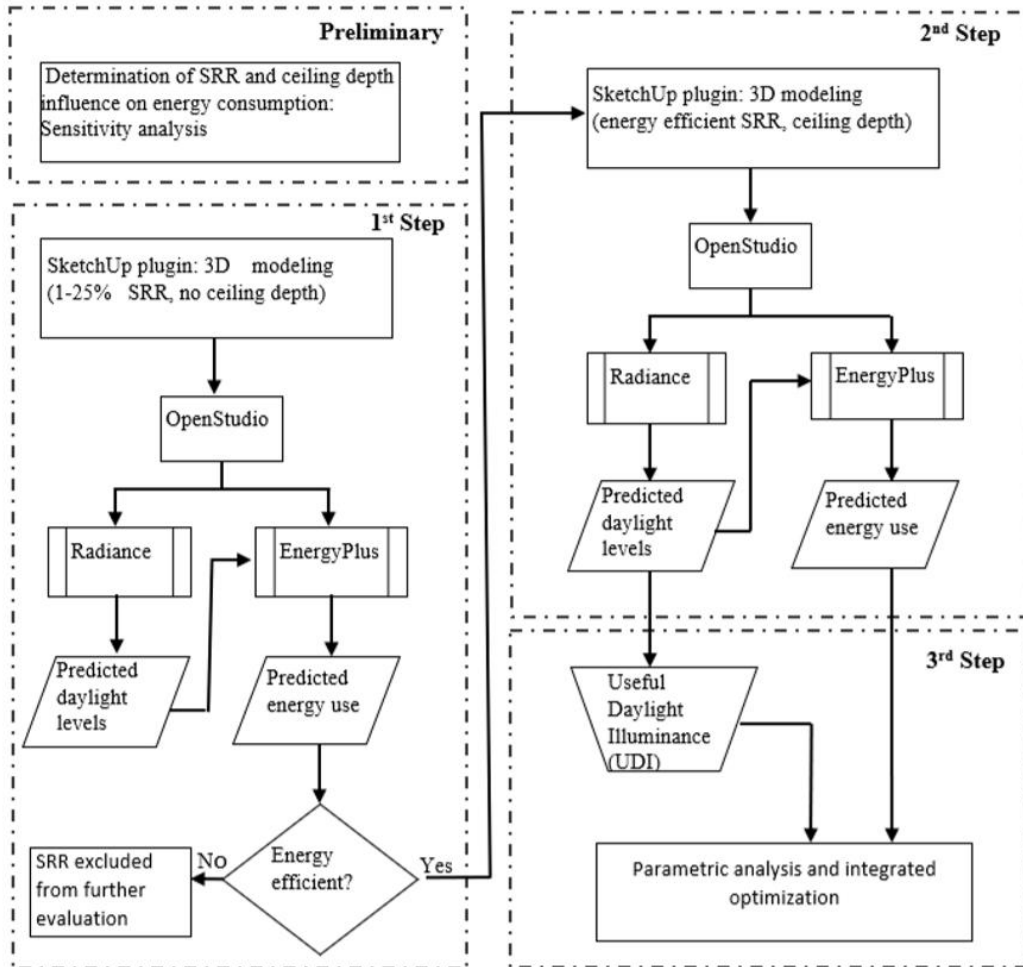 Preliminary
Determination of SRR and ceiling depth
influence on energy consumption:
Sensitivity analysis
1st Step
SketchUp plugin: 3D modeling
(1-25% SRR, no ceiling depth)
OpenStudio
Radiance
EnergyPlus
Predicted
daylight
levels
Predicted
energy use
Energy
efficient?
No
Yes
SRR excluded
from further
evaluation
2nd Step
SketchUp plugin: 3D modeling
(energy efficient SRR, ceiling depth)
OpenStudio
Radiance
EnergyPlus
Predicted
daylight
levels
Predicted
energy use
3rd Step
Useful
Daylight
Illuminance
(UDI)
Parametric analysis and integrated
optimization